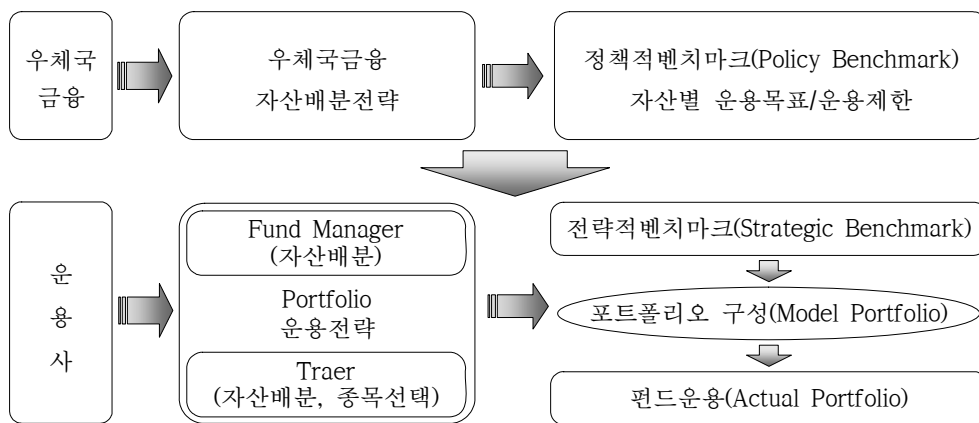 우체국
금융
우체국금융
자산배분전략
정책적벤치마크(Policy Benchmark)
자산별 운용목표/운용제한
운
용
사
Fund Manager
(자산배분)
Portfolio
운용전략
Traer
(자산배분, 종목선택)
전략적벤치마크(Strategic Benchmark)
포트폴리오 구성(Model Portfolio)
펀드운용(Actual Portfolio)